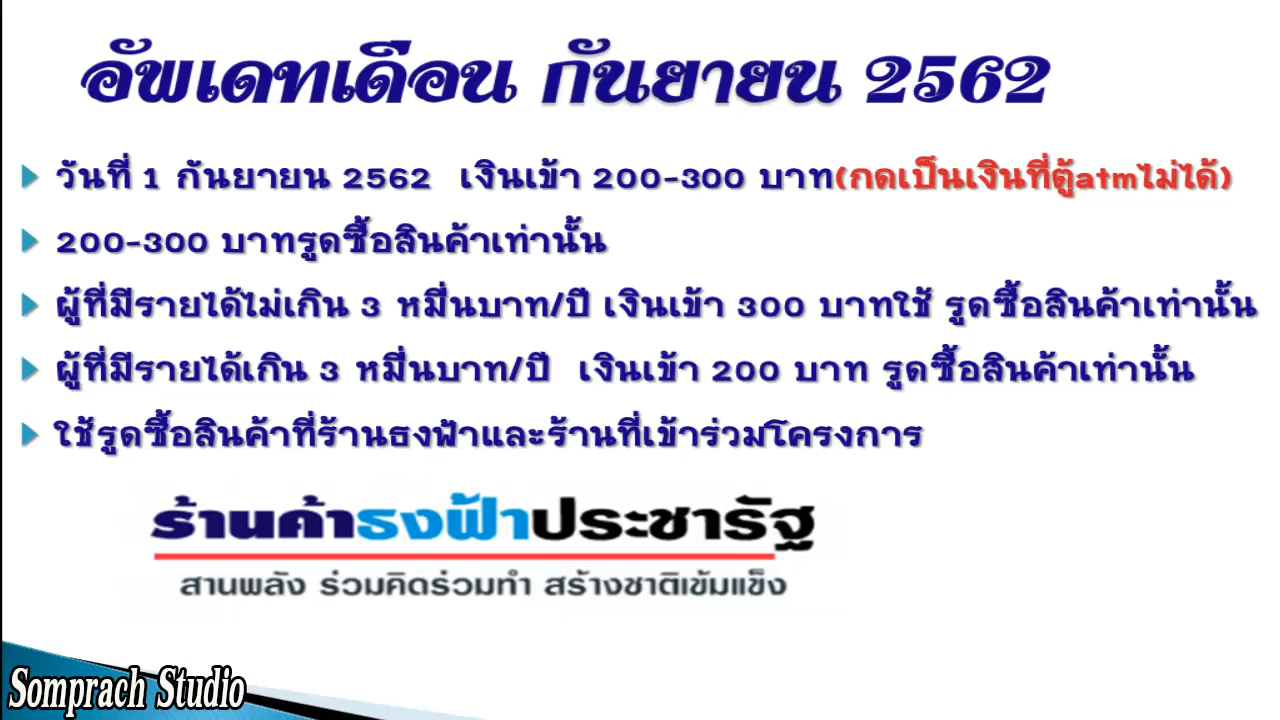 อัพเดทเดือน กันยายน 2562
วันที่ 1 กันยายน 2562 เงินเข้า 200-300 บาท(กดเป็นเงินที่ตู้atmไม่ได้)
200-300 บาทรูดซื้อสินค้าเท่านั้น
ผู้ที่มีรายได้ไม่เกิน 3 หมื่นบาท/ปี เงินเข้า 300 บาทใช้ รูดซื้อสินค้าเท่านั้น
ผู้ที่มีรายได้เกิน 3 หมื่นบาท/ปี เงินเข้า 200 บาท รูดซื้อสินค้าเท่านั้น
ใช้รูดซื้อสินค้าที่ร้านธงฟ้าและร้านที่เข้าร่วมโครงการ
ร้านค้าธงฟ้าประชารัฐ
สานพลัง ร่วมคิดร่วมทำ สร้างชาติเข้มแข็ง
Somprach Studio